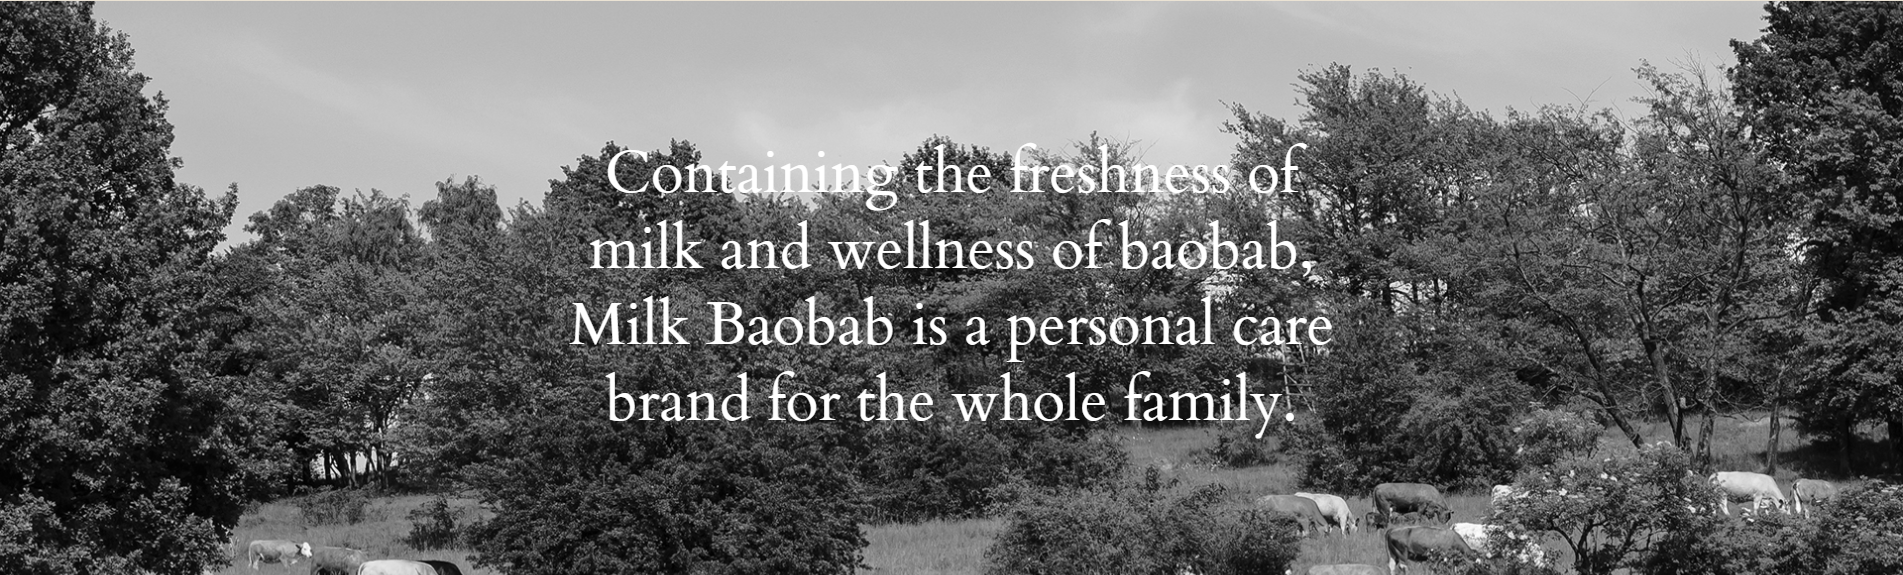 Containing the freshness of
milk and wellness of baobab,
Milk Baobab is a personal care
brand for the whole family.